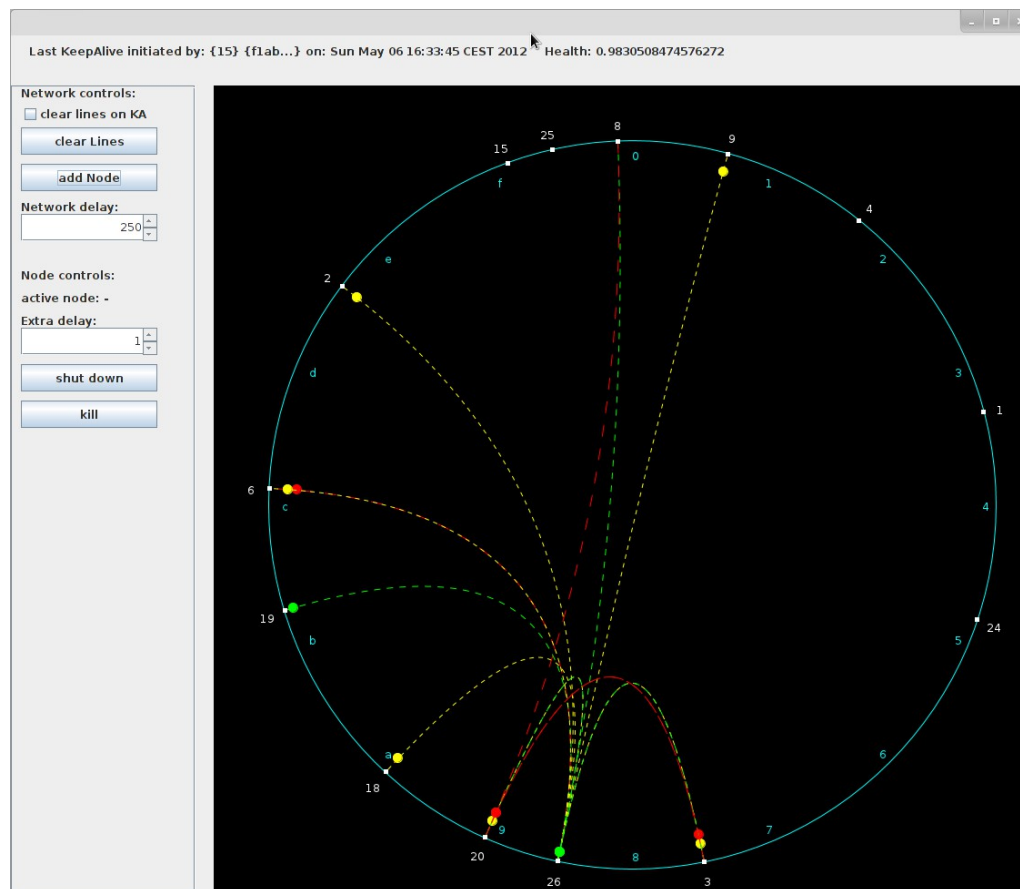 Last KeepAlive initiated by: {15} {f1ab...} on: Sun May 06 16:33:45 CEST 2012 Health: 0.9830508474576272
Network controls:
clear lines on KA
clear Lines
add Node
Network delay:
250
Node controls:
active node: -
Extra delay:
1
shut down
kill
8
25
9
15
0
f
1
4
e
2
2
d
3
1
6
c
4
19
b
5
24
a
6
18
9
8
7
20
26
3